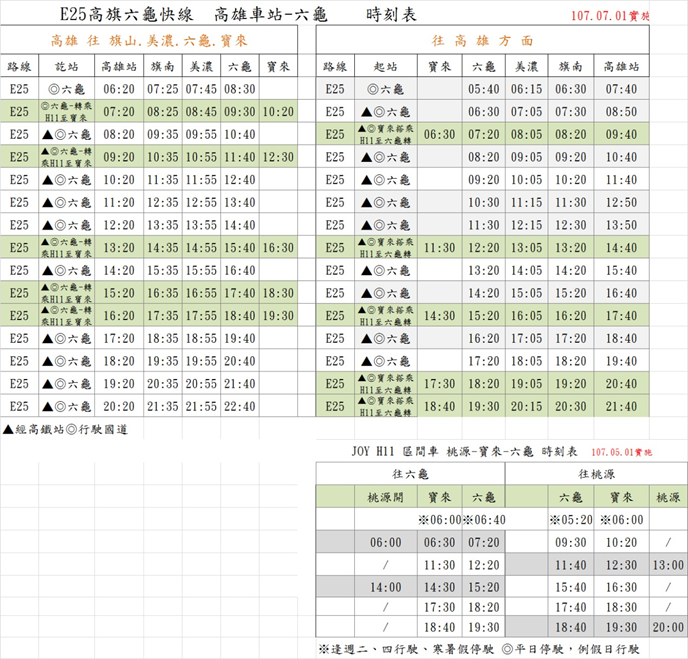 E25高旗六龜快線 高雄車站-六龜 時刻表 107.07.01實施
高雄 往 旗山.美濃.六龜.寶來
路線 訖站 高雄站 旗南 美濃 六龜 寶來
E25 ◎六龜 06:20 07:25 07:45 08:30
E25 ◎六龜-轉乘H11至寶來 07:20 08:25 08:45 09:30 10:20
E25 ▲◎六龜 08:20 09:35 09:55 10:40
E25 ▲◎六龜-轉乘H11至寶來 09:20 10:35 10:55 11:40 12:30
E25 ▲◎六龜 10:20 11:35 11:55 12:40
E25 ▲◎六龜 11:20 12:35 12:55 13:40
E25 ▲◎六龜 12:20 13:35 13:55 14:40
E25 ▲◎六龜-轉乘H11至寶來 13:20 14:35 14:55 15:40 16:30
E25 ▲◎六龜 14:20 15:35 15:55 16:40
E25 ▲◎六龜-轉乘H11至寶來 15:20 16:35 16:55 17:40 18:30
E25 ▲◎六龜-轉乘H11至寶來 16:20 17:35 17:55 18:40 19:30
E25 ▲◎六龜 17:20 18:35 18:55 19:40
E25 ▲◎六龜 18:20 19:35 19:55 20:40
E25 ▲◎六龜 19:20 20:35 20:55 21:40
E25 ▲◎六龜 20:20 21:35 21:55 22:40
▲經高鐵站◎行駛國道
往 高雄 方面
路線 起站 寶來 六龜 美濃 旗南 高雄站
E25 ◎六龜 05:40 06:15 06:30 07:40
E25 ▲◎六龜 06:30 07:05 07:30 08:50
E25 ▲◎寶來搭乘H11至六龜轉 06:30 07:20 08:05 08:20 09:40
E25 ▲◎六龜 08:20 09:05 09:20 10:40
E25 ▲◎六龜 09:20 10:05 10:20 11:40
E25 ▲◎六龜 10:30 11:15 11:30 12:50
E25 ▲◎六龜 11:30 12:15 12:30 13:50
E25 ▲◎寶來搭乘H11至六龜轉 11:30 12:20 13:05 13:20 14:40
E25 ▲◎六龜 13:20 14:05 14:20 15:40
E25 ▲◎六龜 14:20 15:05 15:20 16:40
E25 ▲◎寶來搭乘H11至六龜轉 14:30 15:20 16:05 16:20 17:40
E25 ▲◎六龜 16:20 17:05 17:20 18:40
E25 ▲◎六龜 17:20 18:05 18:20 19:40
E25 ▲◎寶來搭乘H11至六龜轉 17:30 18:20 19:05 19:20 20:40
E25 ▲◎寶來搭乘H11至六龜轉 18:40 19:30 20:15 20:30 21:40
JOY H11 區間車 桃源-寶來-六龜 時刻表 107.05.01實施
往六龜 往桃源
桃源開 寶來 六龜 六龜 寶來 桃源
※06:00 ※06:40 ※05:20 ※06:00
06:00 06:30 07:20 09:30 10:20 /
/ 11:30 12:20 11:40 12:30 13:00
14:00 14:30 15:20 15:40 16:30 /
/ 17:30 18:20 17:40 18:30 /
/ 18:40 19:30 18:40 19:30 20:00
※逢週二、四行駛、寒暑假停駛 ◎平日停駛，例假日行駛